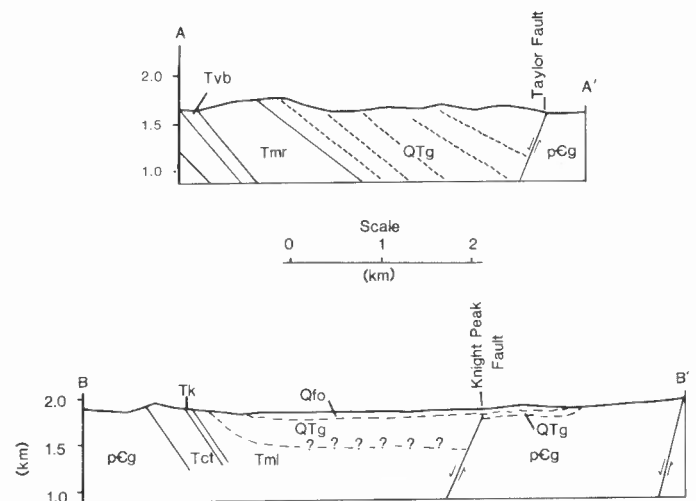 A
Taylor Fault
A'
2.0
Tvb
1.5
Tmr
QTg
p€g
1.0
Scale
0 1 2
(km)
Knight Peak
Fault
B
B'
Tk
Qfo
2.0
QTg
QTg
(km)
1.5
p€g
Tcf
? ? ? ? ? ?
Tml
p€g
1.0